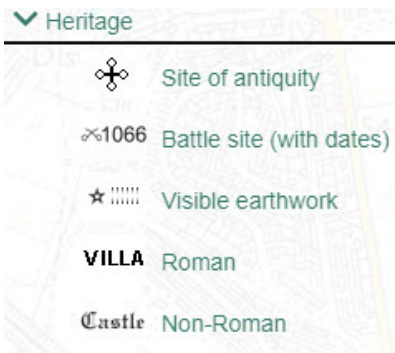 Heritage
Site of antiquity
1066 Battle site (with dates)
Visible earthwork
VILLA Roman
Castle Non-Roman